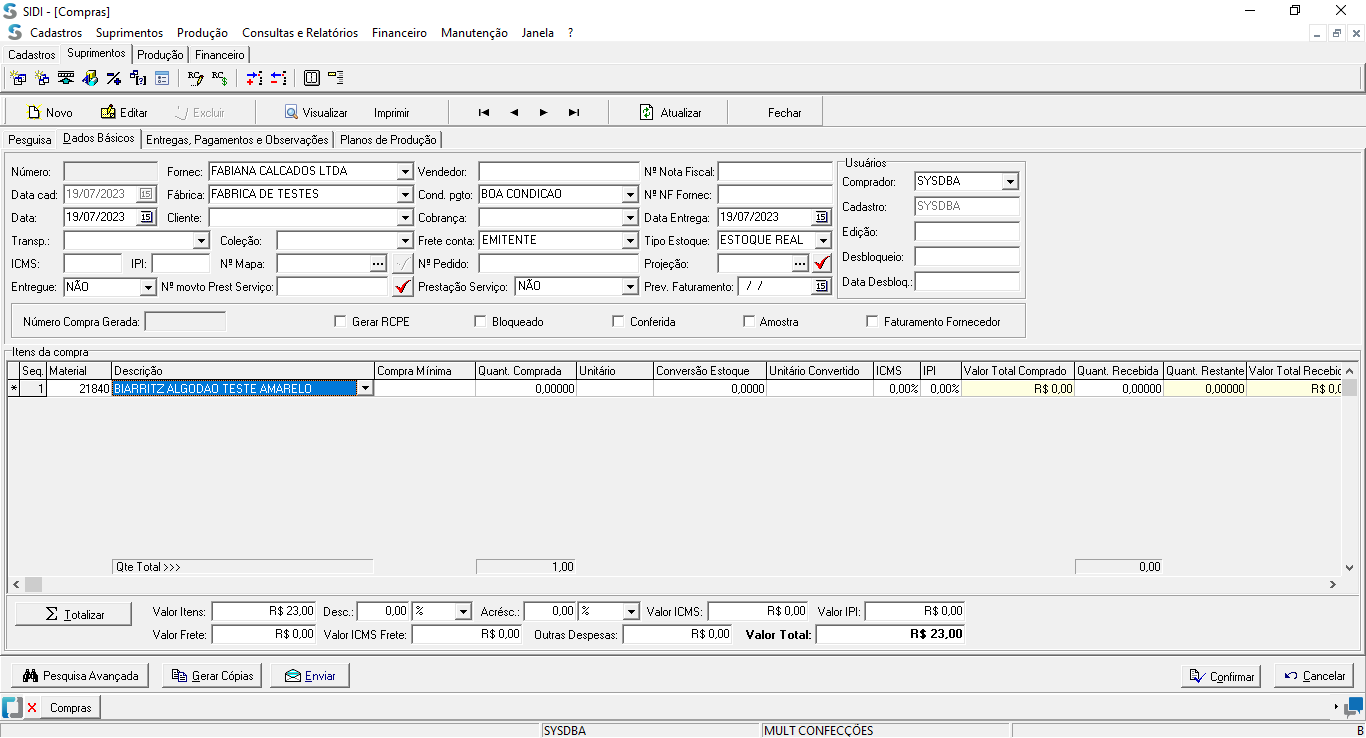 SIDI - [Compras]
Cadastros Suprimentos Produção Consultas e Relatórios Financeiro Manutenção Janela ?
Cadastros Suprimentos Produção Financeiro
Novo Editar Excluir Visualizar Imprimir Atualizar Fechar
Pesquisa Dados Básicos Entregas, Pagamentos e Observações Planos de Produção
Número: Fornec: FABIANA CALCADOS LTDA Vendedor: Nº Nota Fiscal:
Data cad: 19/07/2023 15 Fábrica: FABRICA DE TESTES Cond. pgto: BOA CONDICAO Nº NF Fornec:
Data: 19/07/2023 15 Cliente: Cobrança: Data Entrega: 19/07/2023 15
Transp.: Coleção: Frete conta: EMITENTE Tipo Estoque: ESTOQUE REAL
ICMS: IPI: Nº Mapa: ... Nº Pedido: Projeção: ...
Entregue: NÃO Nº movto Prest Serviço: Prestação Serviço: NÃO Prev. Faturamento: / / 15
Usuários
Comprador: SYSDBA
Cadastro: SYSDBA
Edição:
Desbloqueio:
Data Desbloq.:
Número Compra Gerada: Gerar RCPE Bloqueado Conferida Amostra Faturamento Fornecedor
Itens da compra
Seq. Material Descrição Compra Mínima Quant. Comprada Unitário Conversão Estoque Unitário Convertido ICMS IPI Valor Total Comprado Quant. Recebida Quant. Restante Valor Total Recebid
* 1 21840 BIARRITZ ALGODAO TESTE AMARELO 0,00000 0,0000 0,00% 0,00% R$ 0,00 0,00000 0,00000 R$ 0,0
Qte Total >>> 1,00 0,00
Σ Totalizar Valor Itens: R$ 23,00 Desc.: 0,00 % Acrésc.: 0,00 % Valor ICMS: R$ 0,00 Valor IPI: R$ 0,00
Valor Frete: R$ 0,00 Valor ICMS Frete: R$ 0,00 Outras Despesas: R$ 0,00 Valor Total: R$ 23,00
Pesquisa Avançada Gerar Cópias Enviar Confirmar Cancelar
Compras
SYSDBA MULT CONFECÇÕES B